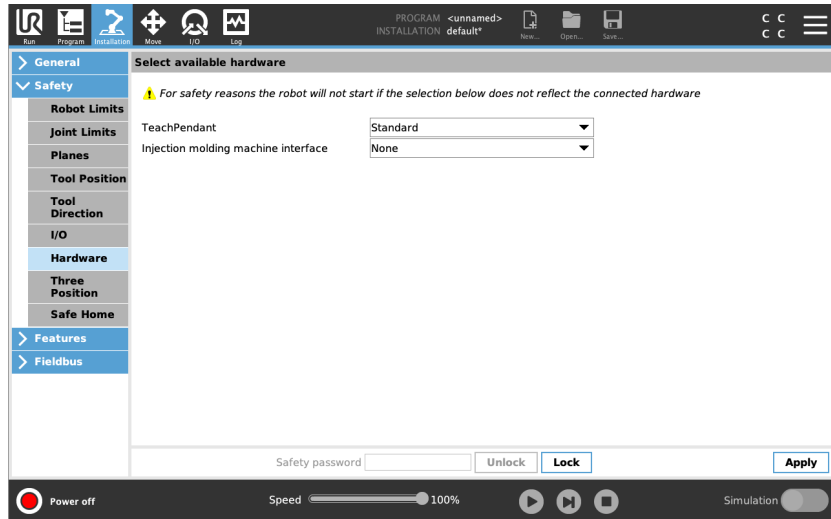 UR
PROGRAM <unnamed>
INSTALLATION default*
C C
C C
Run Program Installation Move I/O Log New... Open... Save...
General
Select available hardware
Safety
For safety reasons the robot will not start if the selection below does not reflect the connected hardware
Robot Limits
Joint Limits
TeachPendant Standard
Injection molding machine interface None
Planes
Tool Position
Tool
Direction
I/O
Hardware
Three
Position
Safe Home
Features
Fieldbus
Safety password Unlock Lock Apply
Power off Speed 100% Simulation